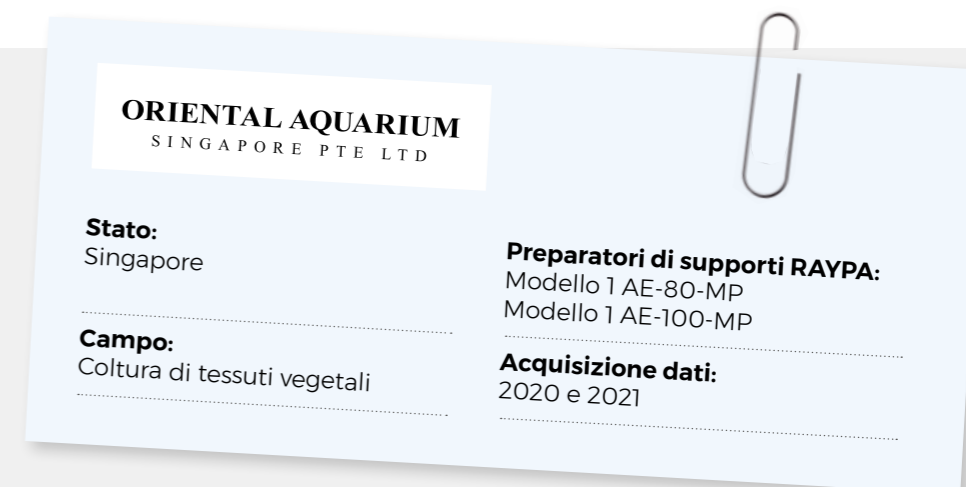 ORIENTAL AQUARIUM
SINGAPORE PTE LTD
Stato:
Singapore
Campo:
Coltura di tessuti vegetali
Preparatori di supporti RAYPA:
Modello 1 AE-80-MP
Modello 1 AE-100-MP
Acquisizione dati:
2020 e 2021